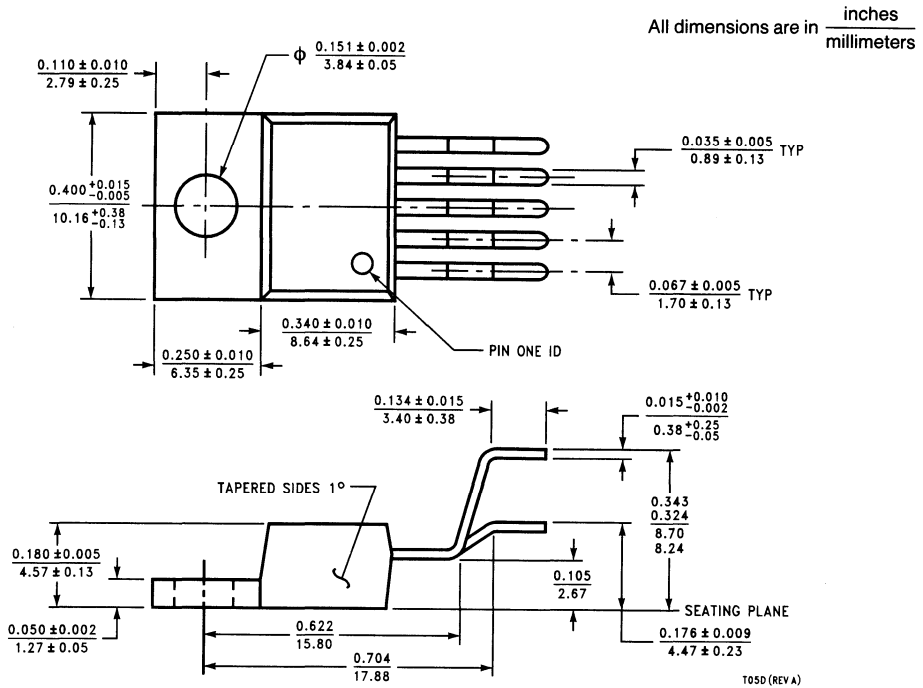 All dimensions are in inches
millimeters
ϕ 0.151 ± 0.002
3.84 ± 0.05
0.110 ± 0.010
2.79 ± 0.25
0.035 ± 0.005 TYP
0.89 ± 0.13
0.400 +0.015 -0.005
10.16 +0.38 -0.13
0.067 ± 0.005 TYP
1.70 ± 0.13
0.340 ± 0.010
8.64 ± 0.25
PIN ONE ID
0.250 ± 0.010
6.35 ± 0.25
0.134 ± 0.015
3.40 ± 0.38
0.015 +0.010 -0.002
0.38 +0.25 -0.05
TAPERED SIDES 1°
0.343
0.324
8.70
8.24
0.180 ± 0.005
4.57 ± 0.13
0.105
2.67
SEATING PLANE
0.050 ± 0.002
1.27 ± 0.05
0.622
15.80
0.176 ± 0.009
4.47 ± 0.23
0.704
17.88
T05D (REV A)